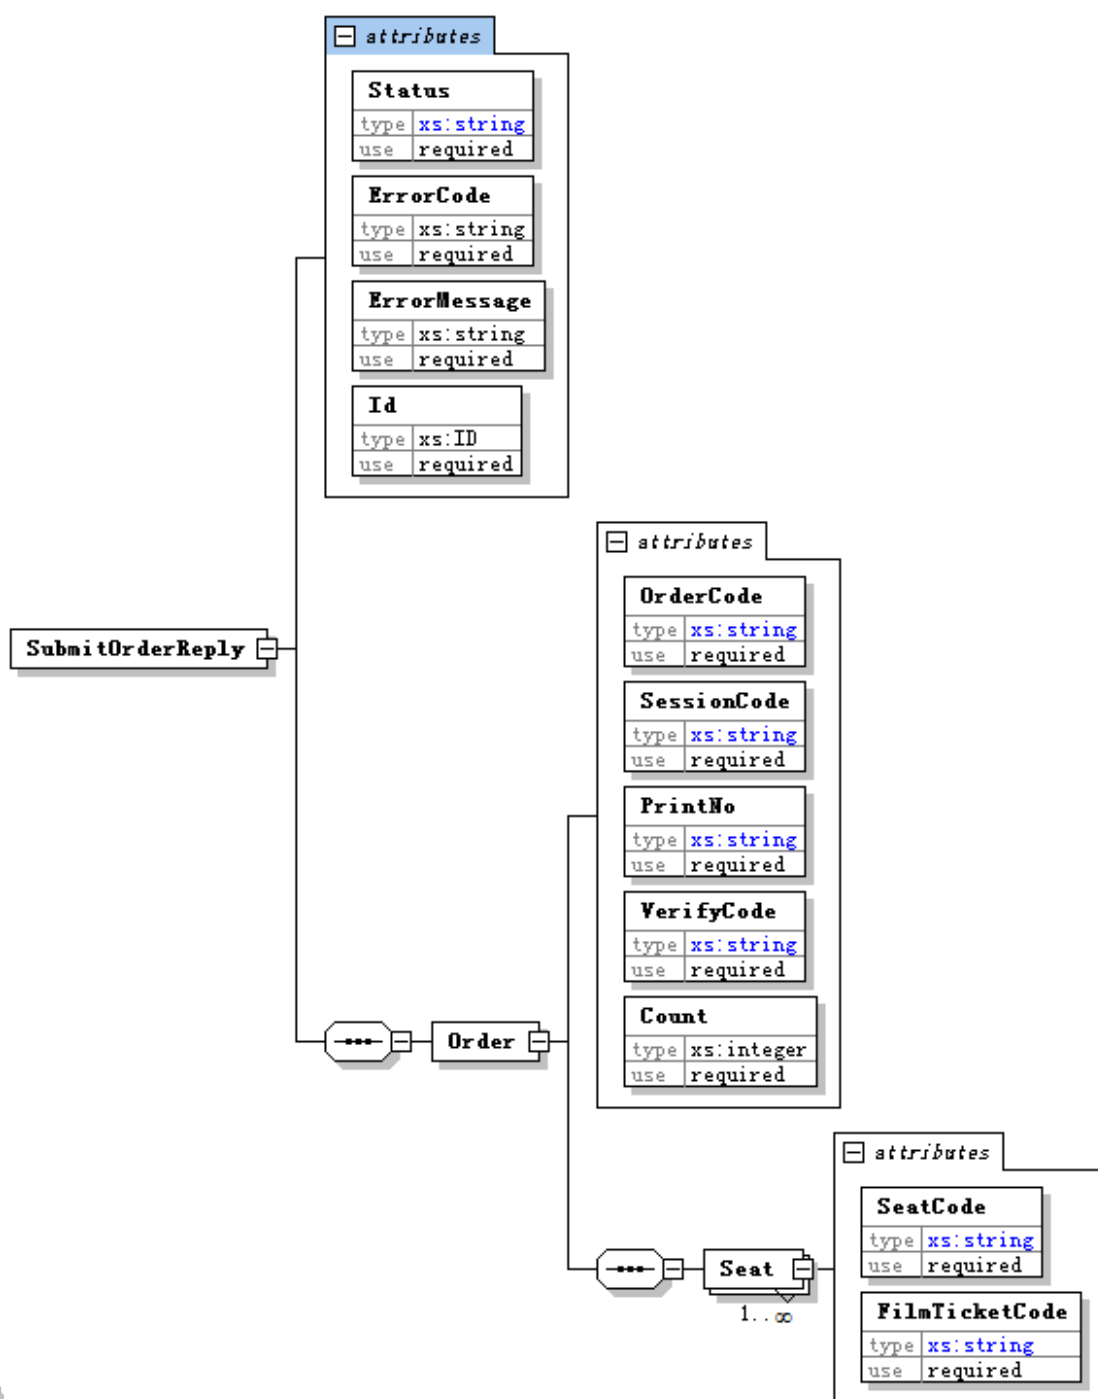 attributes
Status
type xs:string
use required
ErrorCode
type xs:string
use required
ErrorMessage
type xs:string
use required
Id
type xs:ID
use required
SubmitOrderReply
attributes
OrderCode
type xs:string
use required
SessionCode
type xs:string
use required
PrintNo
type xs:string
use required
VerifyCode
type xs:string
use required
Count
type xs:integer
use required
Order
attributes
SeatCode
type xs:string
use required
FilmTicketCode
type xs:string
use required
Seat
1..∞